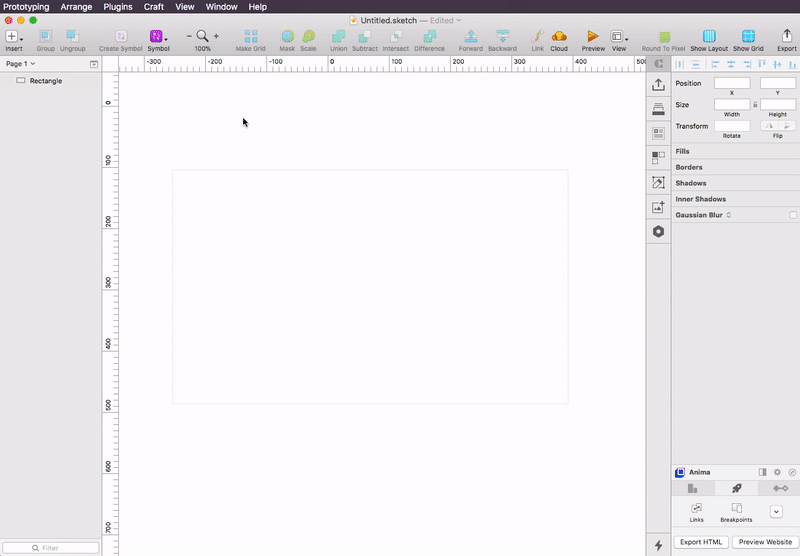 Prototyping Arrange Plugins Craft View Window Help
Untitled.sketch — Edited
Insert Group Ungroup Create Symbol Symbol 100% Make Grid Mask Scale Union Subtract Intersect Difference Forward Backward Link Cloud Preview View Round To Pixel Show Layout Show Grid Export
Page 1
-300 -200 -100 0 100 200 300 400 500
Rectangle
Position
X Y
Size
Width Height
Transform
Rotate Flip
Fills
Borders
Shadows
Inner Shadows
Gaussian Blur
0
100
200
300
400
500
600
700
Anima
Links Breakpoints
Export HTML Preview Website
Filter